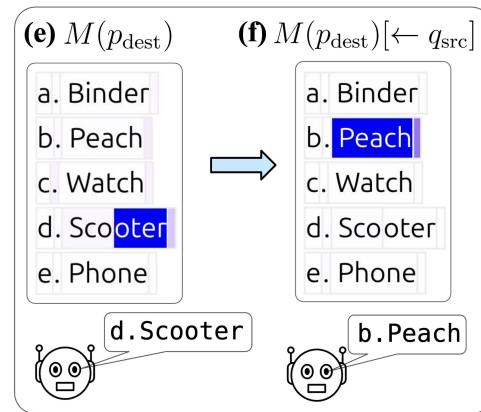 (e) M(p_dest)
a. Binder
b. Peach
c. Watch
d. Scooter
e. Phone
d.Scooter
(f) M(p_dest)[← q_src]
a. Binder
b. Peach
c. Watch
d. Scooter
e. Phone
b.Peach